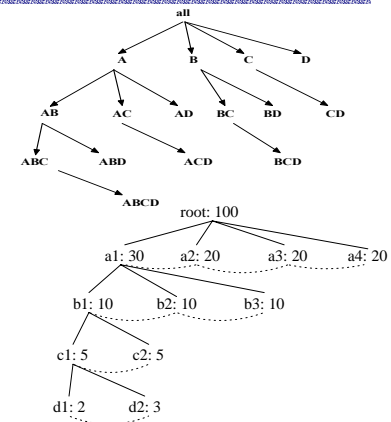 all
A B C D
AB AC AD BC BD CD
ABC ABD ACD BCD
ABCD
root: 100
a1: 30 a2: 20 a3: 20 a4: 20
b1: 10 b2: 10 b3: 10
c1: 5 c2: 5
d1: 2 d2: 3